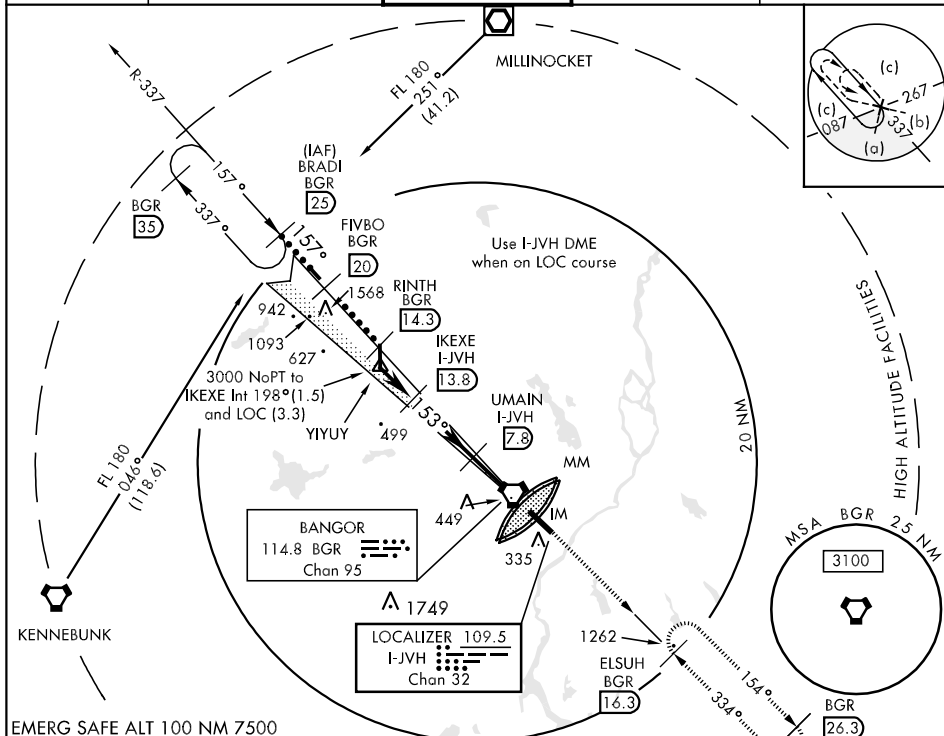 MILLINOCKET
R-337
FL 180
251°
(41.2)
157°
337°
BGR
35
(IAF)
BRADI
BGR
25
157°
FIVBO
BGR
20
1568
RINTH
BGR
14.3
IKEXE
I-JVH
13.8
UMAIN
I-JVH
7.8
Use I-JVH DME
when on LOC course
942
1093
627
3000 NoPT to
IKEXE Int 198° (1.5)
and LOC (3.3)
YIYUY
499
153°
FL 180
046°
(118.6)
KENNEBUNK
MM
IM
449
335
BANGOR
114.8 BGR
Chan 95
1749
LOCALIZER 109.5
I-JVH
Chan 32
1262
ELSUH
BGR
16.3
154°
334°
BGR
26.3
20 NM
HIGH ALTITUDE FACILITIES
MSA BGR 25 NM
3100
(c)
267
(c)
087
337
(b)
(a)
EMERG SAFE ALT 100 NM 7500